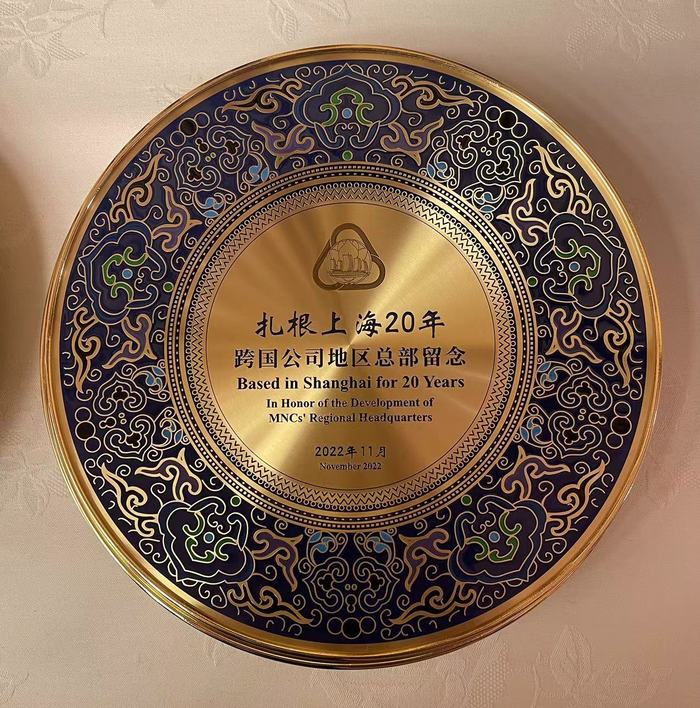 扎根上海20年
跨国公司地区总部留念
Based in Shanghai for 20 Years
In Honor of the Development of
MNCs' Regional Headquarters
2022年11月
November 2022